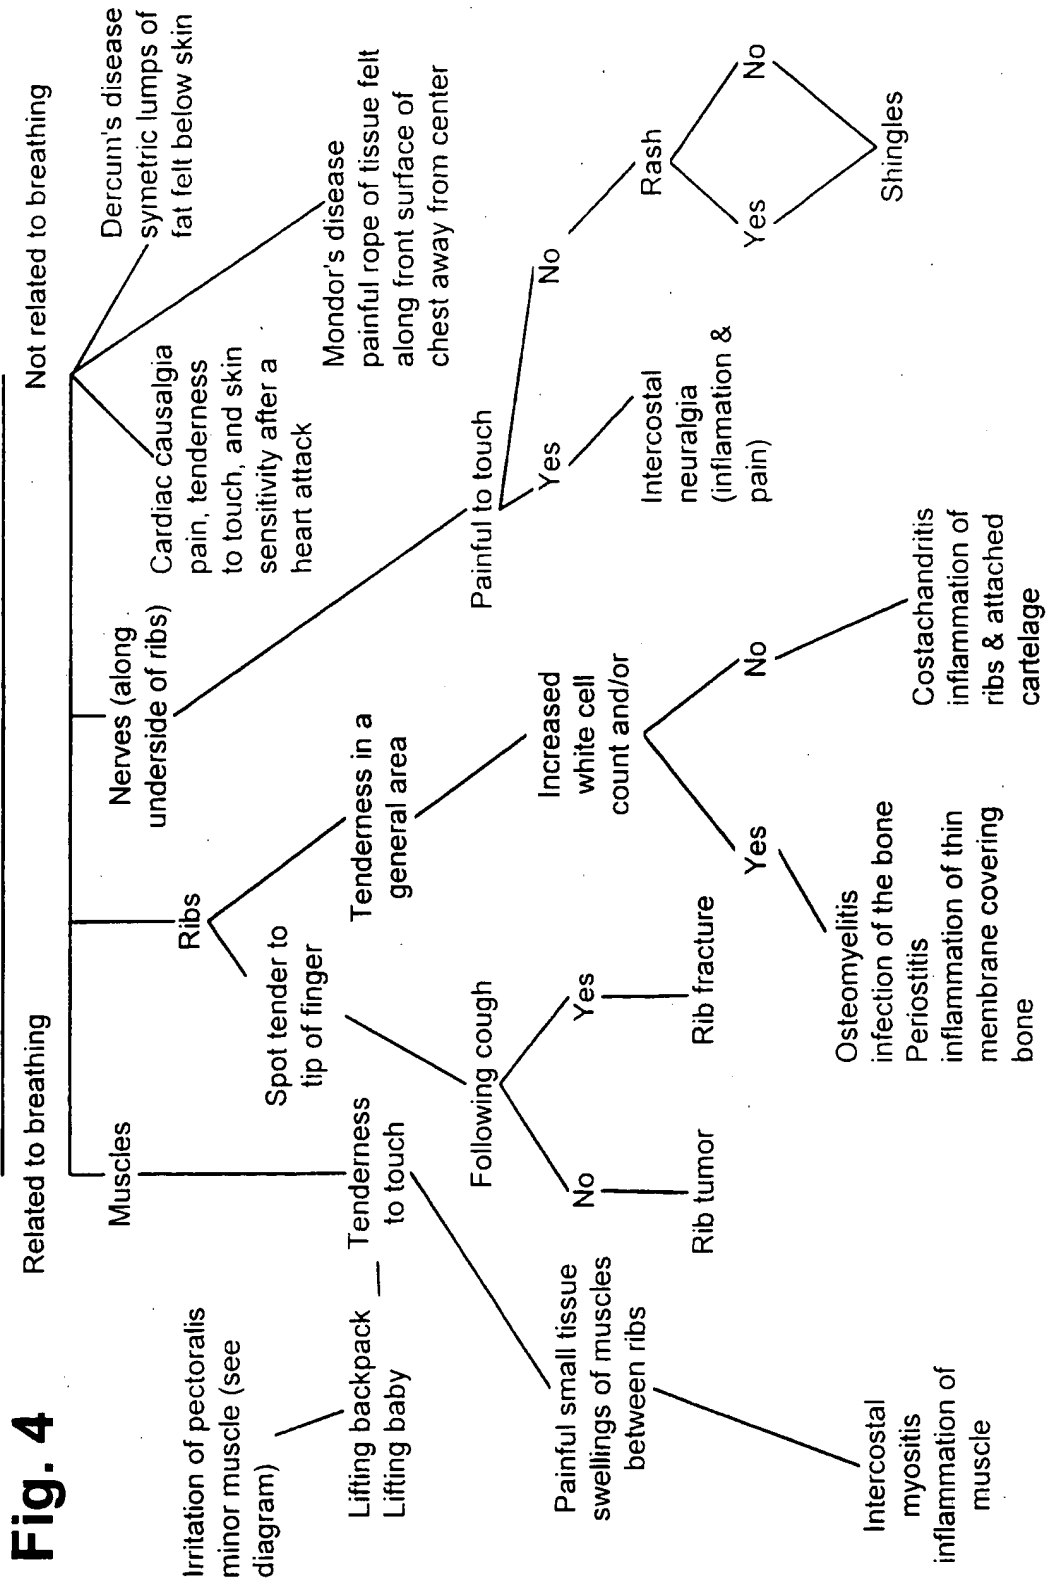 Fig. 4
Related to breathing
Not related to breathing
Muscles
Ribs
Nerves (along
underside of ribs)
Cardiac causalgia
pain, tenderness
to touch, and skin
sensitivity after a
heart attack
Dercum's disease
symetric lumps of
fat felt below skin
Mondor's disease
painful rope of tissue felt
along front surface of
chest away from center
Irritation of pectoralis
minor muscle (see
diagram)
Lifting backpack
Lifting baby
Tenderness
to touch
Spot tender to
tip of finger
Tenderness in a
general area
Painful to touch
Following cough
No
Yes
Rib tumor
Rib fracture
Increased
white cell
count and/or
Yes
No
Yes
No
Intercostal
neuralgia
(inflamation &
pain)
Rash
Yes
No
Shingles
Painful small tissue
swellings of muscles
between ribs
Intercostal
myositis
inflammation of
muscle
Osteomyelitis
infection of the bone
Periostitis
inflammation of thin
membrane covering
bone
Costachandritis
inflammation of
ribs & attached
cartelage